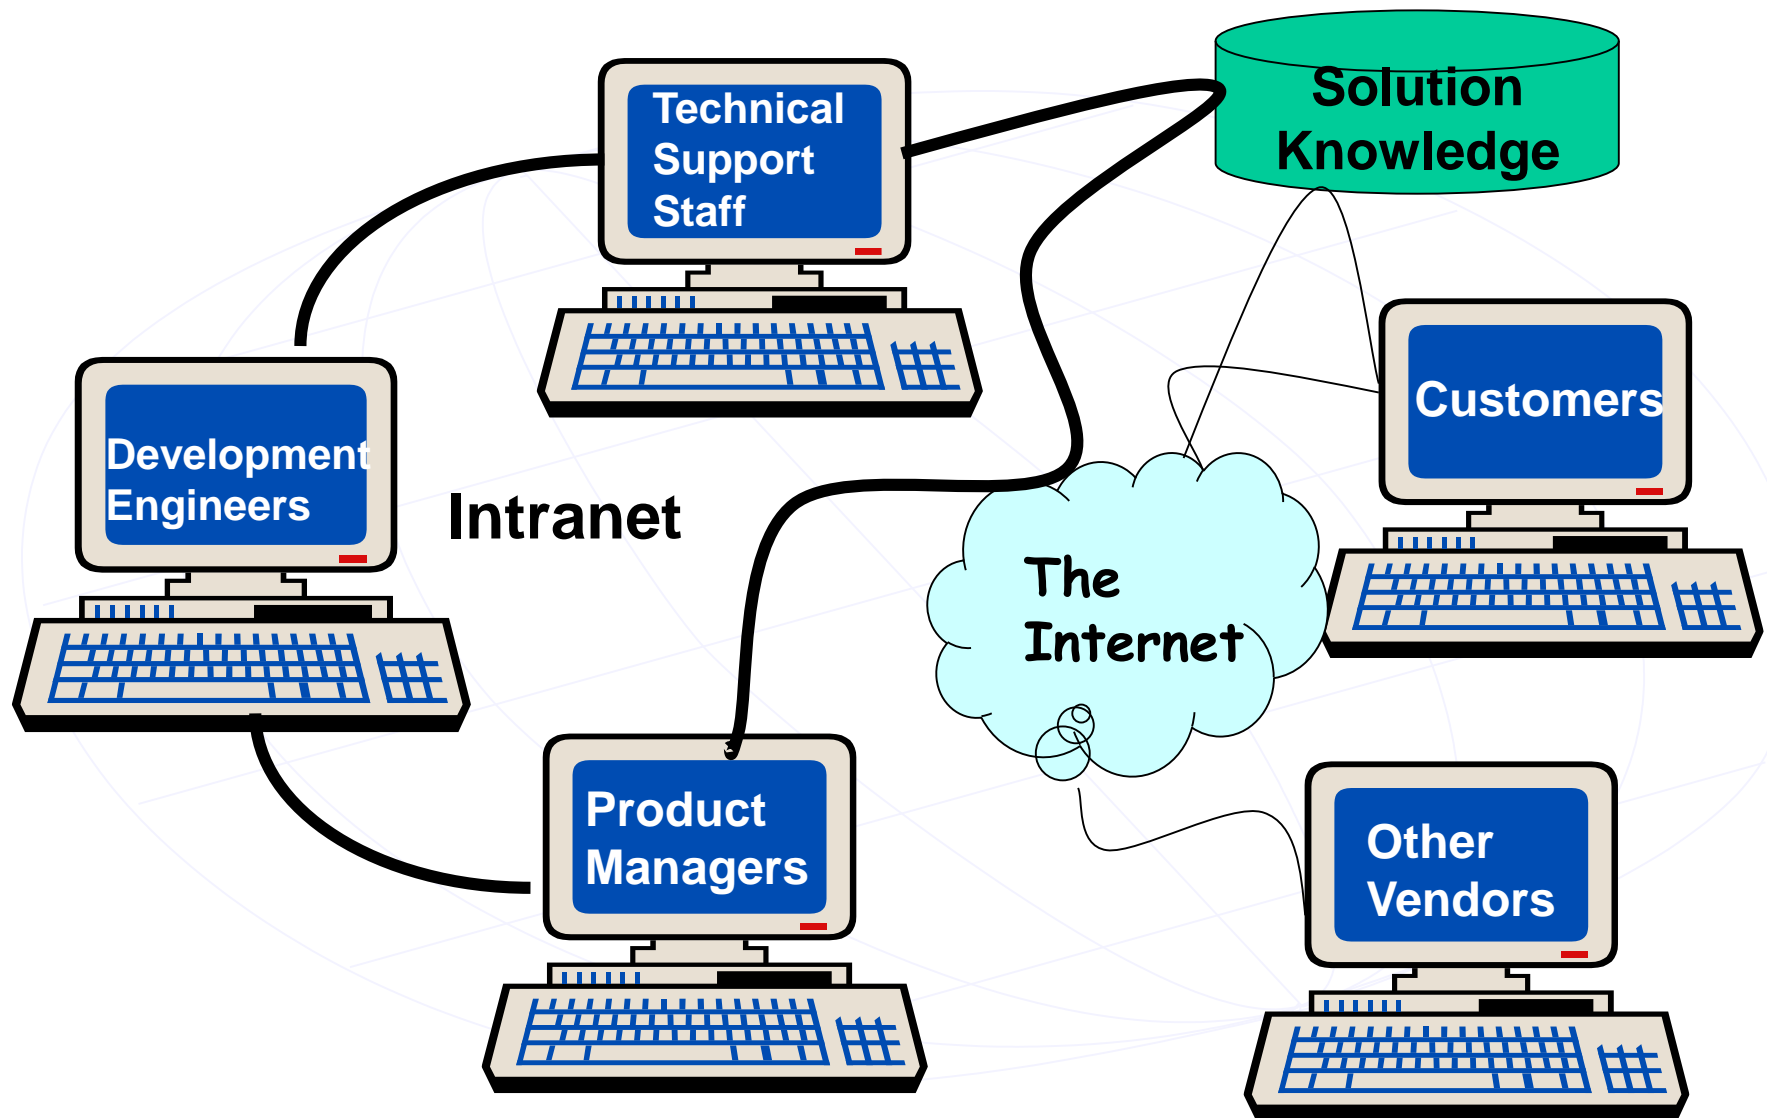 Technical
Support
Staff
Solution
Knowledge
Customers
Development
Engineers
Intranet
The
Internet
Product
Managers
Other
Vendors